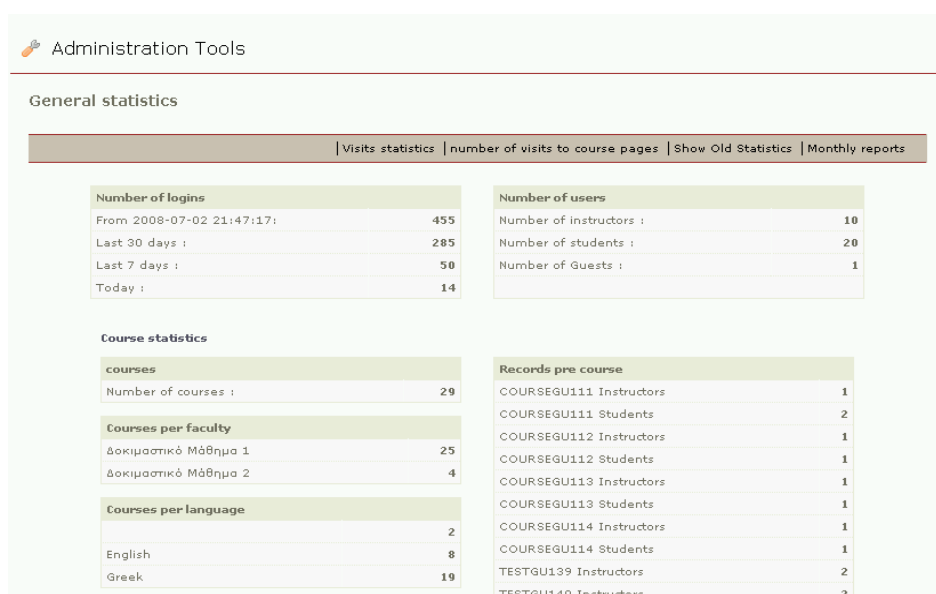 Administration Tools
General statistics
|Visits statistics |number of visits to course pages |Show Old Statistics |Monthly reports
Number of logins
From 2008-07-02 21:47:17: 455
Last 30 days : 285
Last 7 days : 50
Today : 14
Number of users
Number of instructors : 10
Number of students : 20
Number of Guests : 1
Course statistics
courses
Number of courses : 29
Courses per faculty
Δοκιμαστικό Μάθημα 1 25
Δοκιμαστικό Μάθημα 2 4
Courses per language
2
English 8
Greek 19
Records pre course
COURSEGU111 Instructors 1
COURSEGU111 Students 2
COURSEGU112 Instructors 1
COURSEGU112 Students 1
COURSEGU113 Instructors 1
COURSEGU113 Students 1
COURSEGU114 Instructors 1
COURSEGU114 Students 1
TESTGU139 Instructors 2